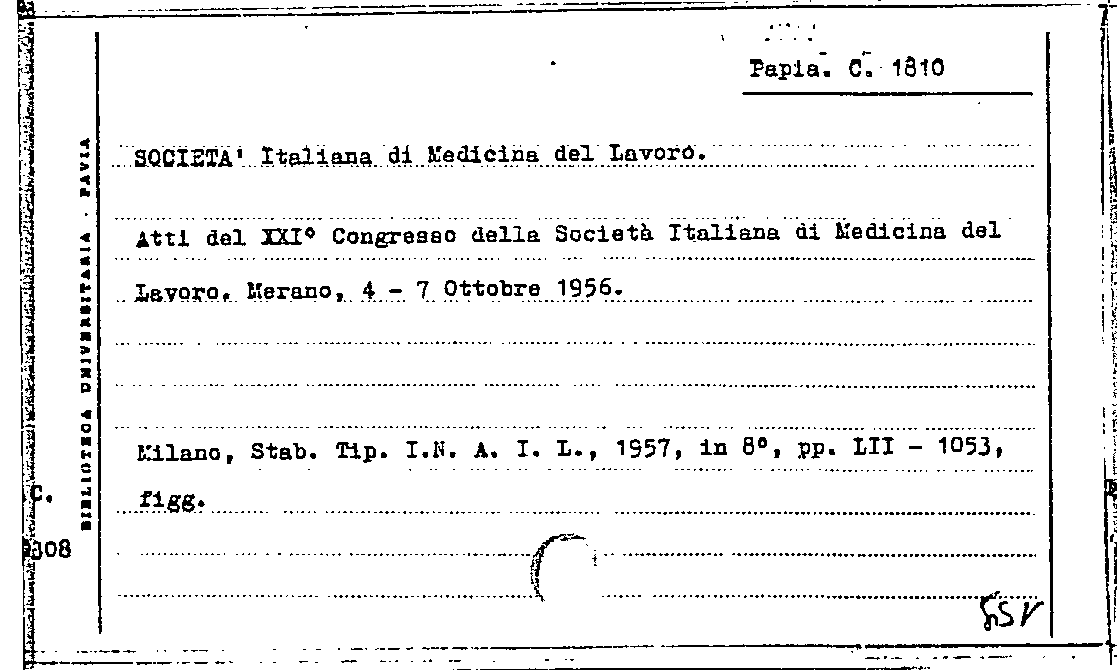 Papia. C. 1810
SOCIETA' Italiana di Medicina del Lavoro.
Atti del XXI° Congresso della Società Italiana di Medicina del
Lavoro. Merano, 4 - 7 Ottobre 1956.
Milano, Stab. Tip. I.N. A. I. L., 1957, in 8°, pp. LII - 1053,
figg.
BIBLIOTECA UNIVERSITARIA · PAVIA
C.